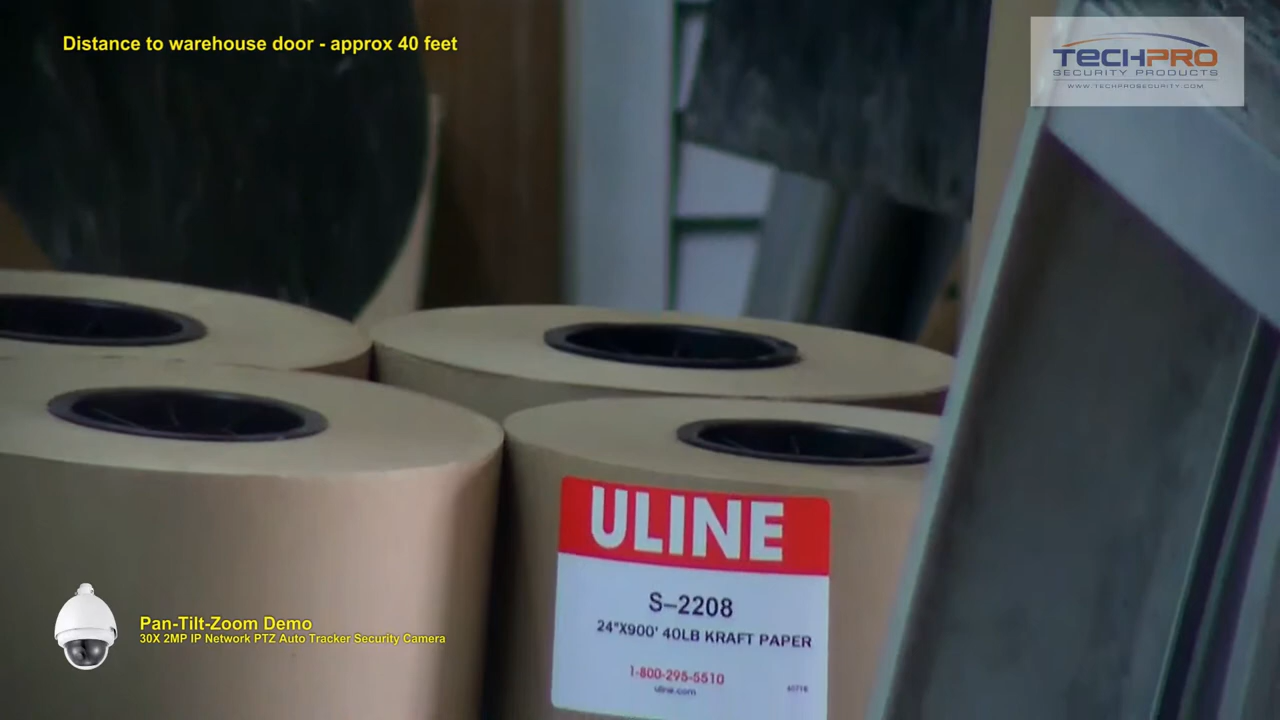 Distance to warehouse door - approx 40 feet
TECHPRO
SECURITY PRODUCTS
WWW.TECHPROSECURITY.COM
ULINE
S-2208
24"X900' 40LB KRAFT PAPER
1-800-295-5510
uline.com
Pan-Tilt-Zoom Demo
30X 2MP IP Network PTZ Auto Tracker Security Camera